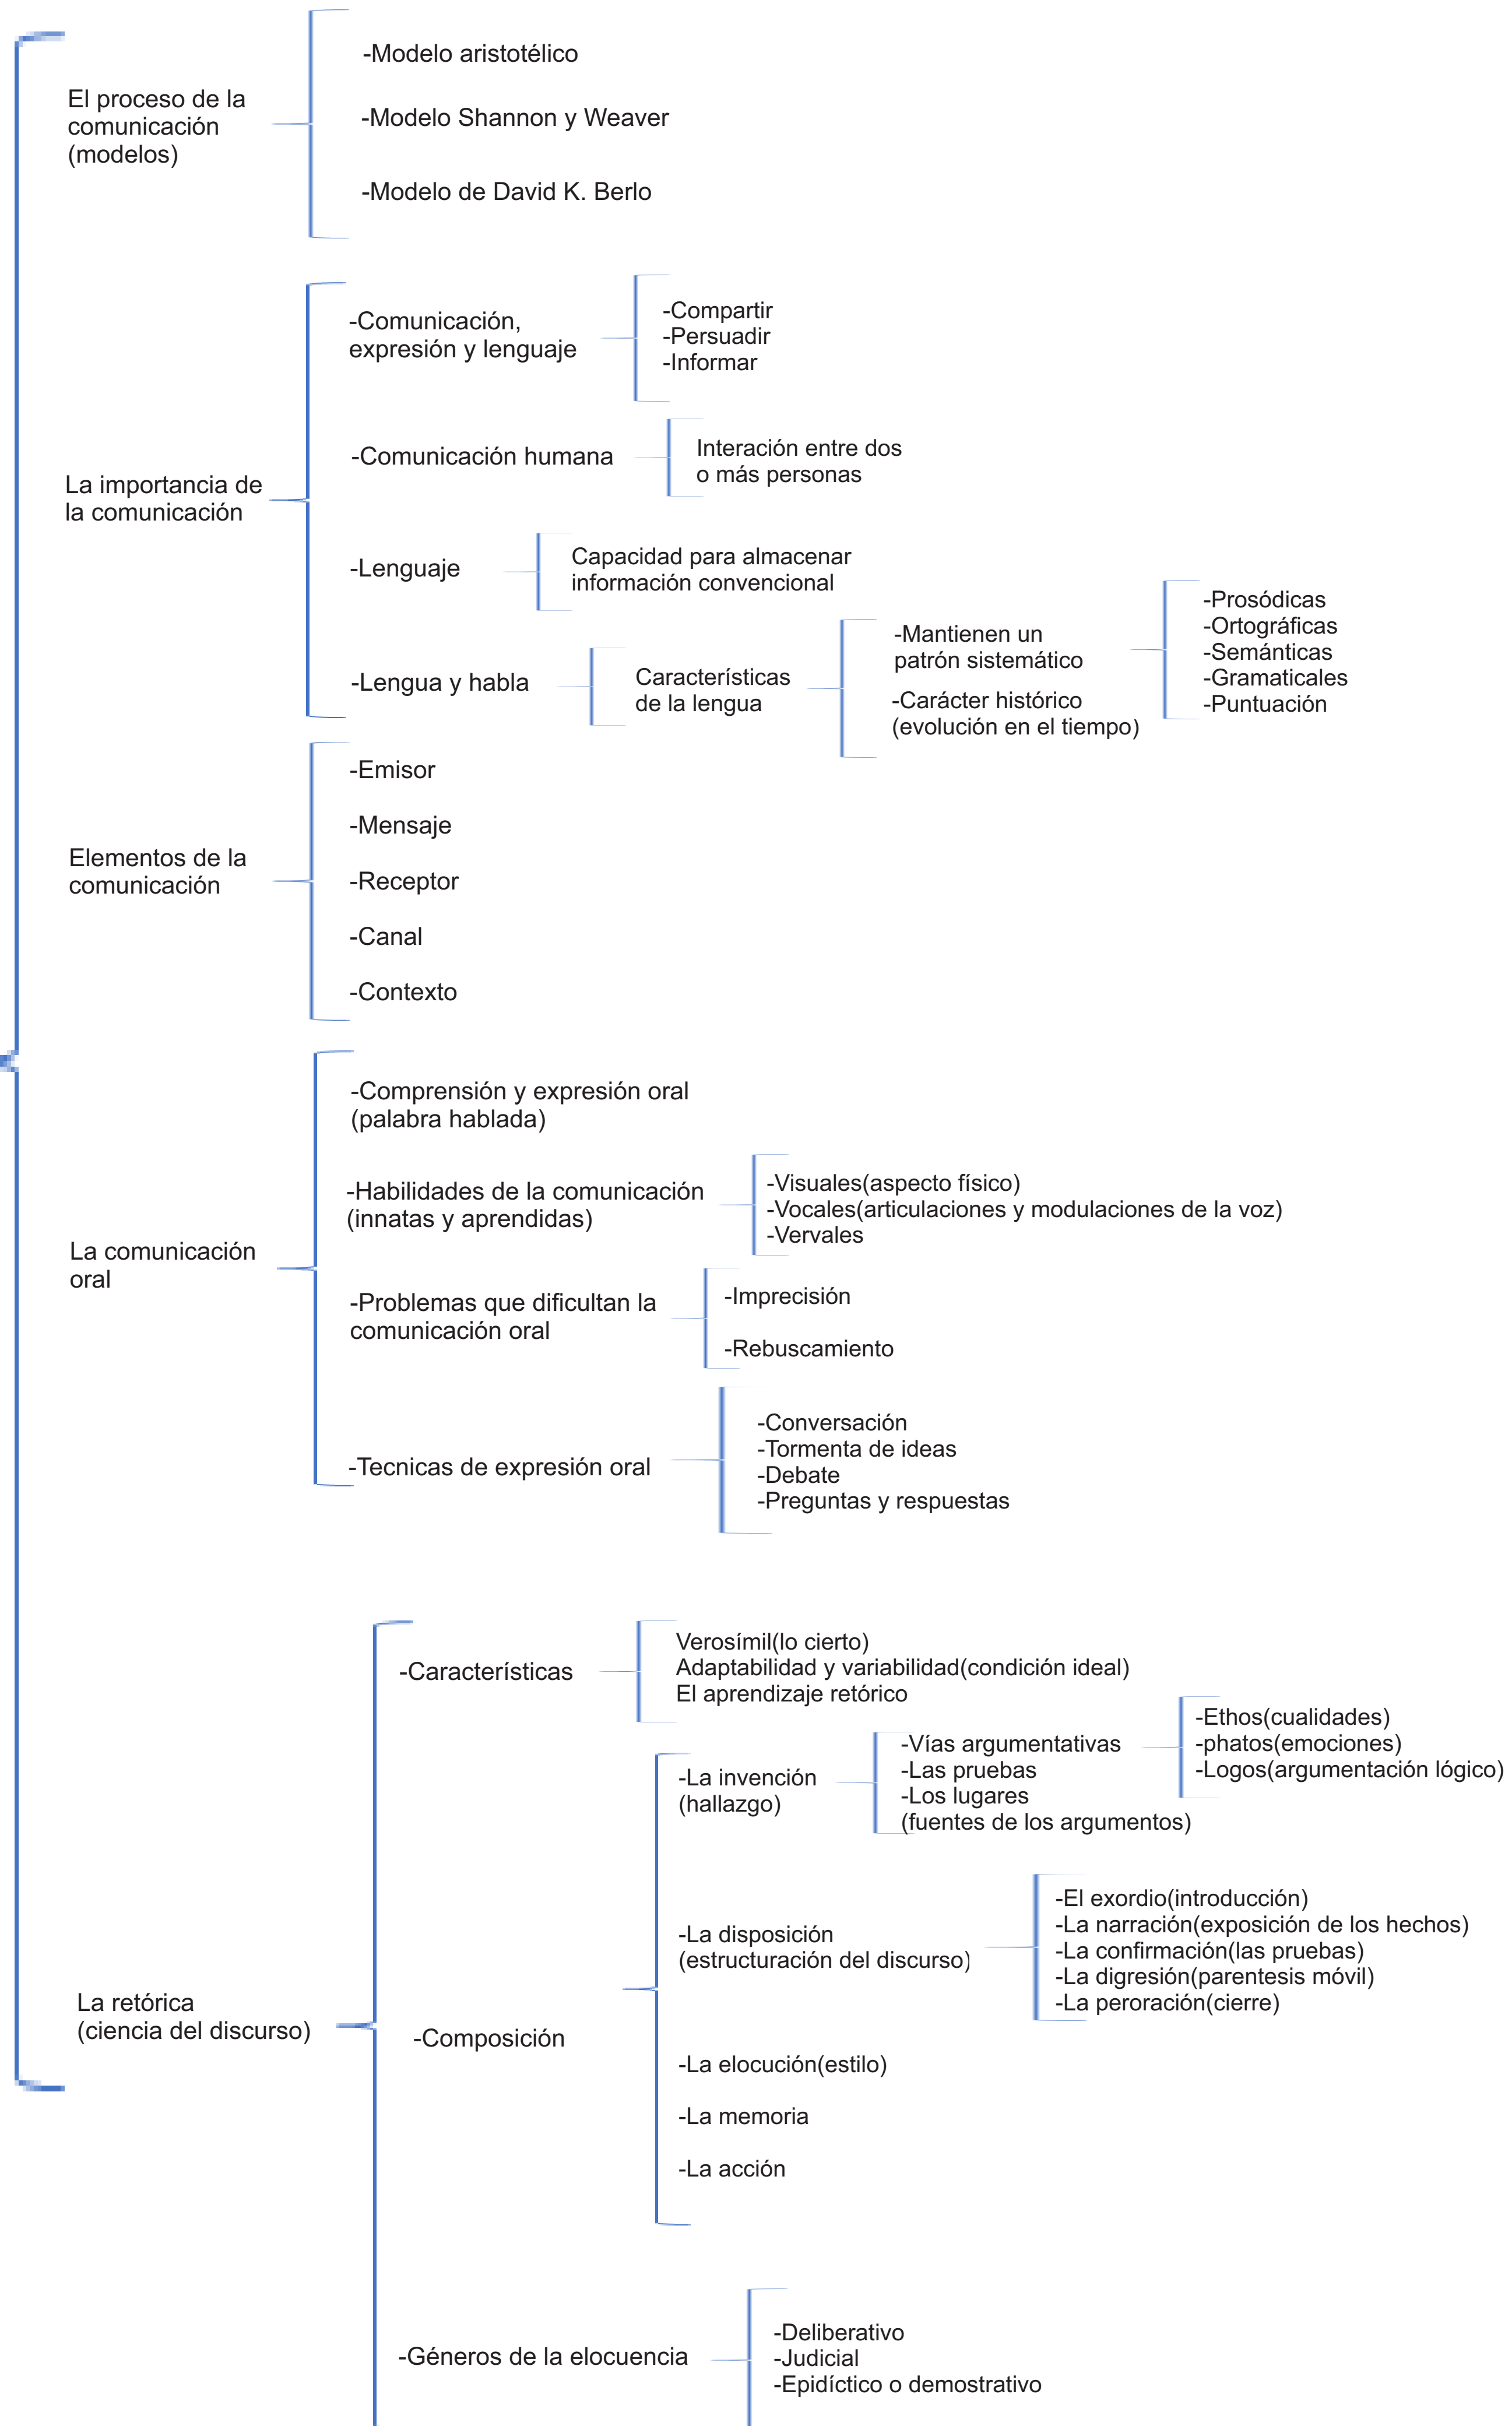 El proceso de la
comunicación
(modelos)
-Modelo aristotélico
-Modelo Shannon y Weaver
-Modelo de David K. Berlo
La importancia de
la comunicación
-Comunicación,
expresión y lenguaje
-Compartir
-Persuadir
-Informar
-Comunicación humana
Interación entre dos
o más personas
-Lenguaje
Capacidad para almacenar
información convencional
-Lengua y habla
Características
de la lengua
-Mantienen un
patrón sistemático
-Prosódicas
-Ortográficas
-Semánticas
-Gramaticales
-Puntuación
-Carácter histórico
(evolución en el tiempo)
Elementos de la
comunicación
-Emisor
-Mensaje
-Receptor
-Canal
-Contexto
La comunicación
oral
-Comprensión y expresión oral
(palabra hablada)
-Habilidades de la comunicación
(innatas y aprendidas)
-Visuales(aspecto físico)
-Vocales(articulaciones y modulaciones de la voz)
-Vervales
-Problemas que dificultan la
comunicación oral
-Imprecisión
-Rebuscamiento
-Tecnicas de expresión oral
-Conversación
-Tormenta de ideas
-Debate
-Preguntas y respuestas
La retórica
(ciencia del discurso)
-Características
Verosímil(lo cierto)
Adaptabilidad y variabilidad(condición ideal)
El aprendizaje retórico
-Composición
-La invención
(hallazgo)
-Vías argumentativas
-Las pruebas
-Los lugares
(fuentes de los argumentos)
-Ethos(cualidades)
-phatos(emociones)
-Logos(argumentación lógico)
-La disposición
(estructuración del discurso)
-El exordio(introducción)
-La narración(exposición de los hechos)
-La confirmación(las pruebas)
-La digresión(parentesis móvil)
-La peroración(cierre)
-La elocución(estilo)
-La memoria
-La acción
-Géneros de la elocuencia
-Deliberativo
-Judicial
-Epidíctico o demostrativo